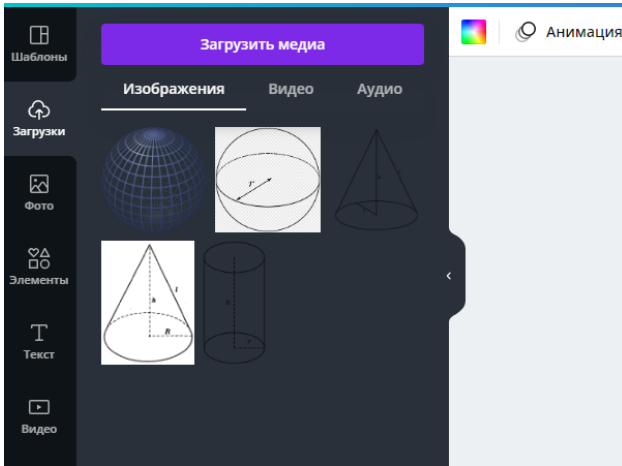 Шаблоны
Загрузки
Фото
Элементы
Текст
Видео
Загрузить медиа
Изображения Видео Аудио
r
h l
R
r
Анимация